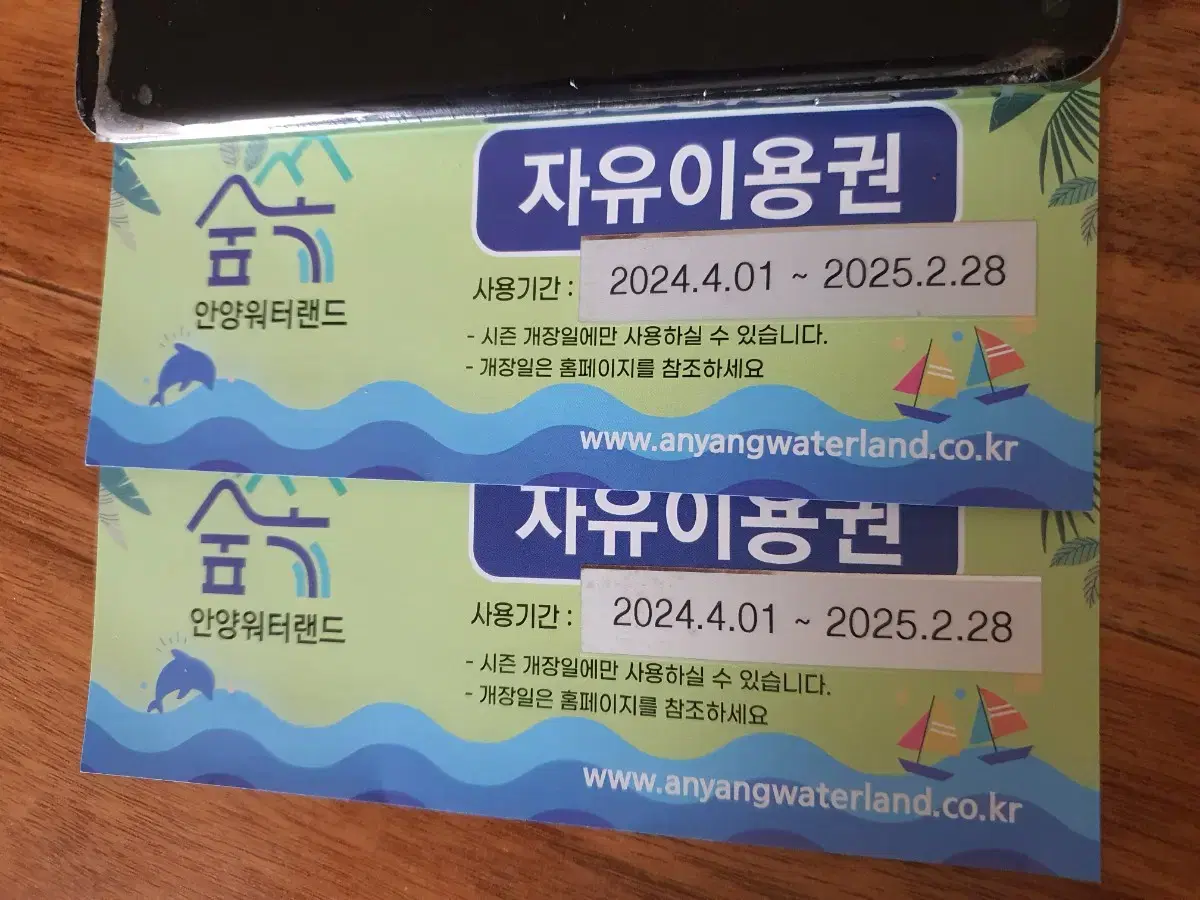 자유이용권
안양워터랜드
사용기간 : 2024.4.01 ~ 2025.2.28
- 시즌 개장일에만 사용하실 수 있습니다.
- 개장일은 홈페이지를 참조하세요
www.anyangwaterland.co.kr
자유이용권
안양워터랜드
사용기간 : 2024.4.01 ~ 2025.2.28
- 시즌 개장일에만 사용하실 수 있습니다.
- 개장일은 홈페이지를 참조하세요
www.anyangwaterland.co.kr